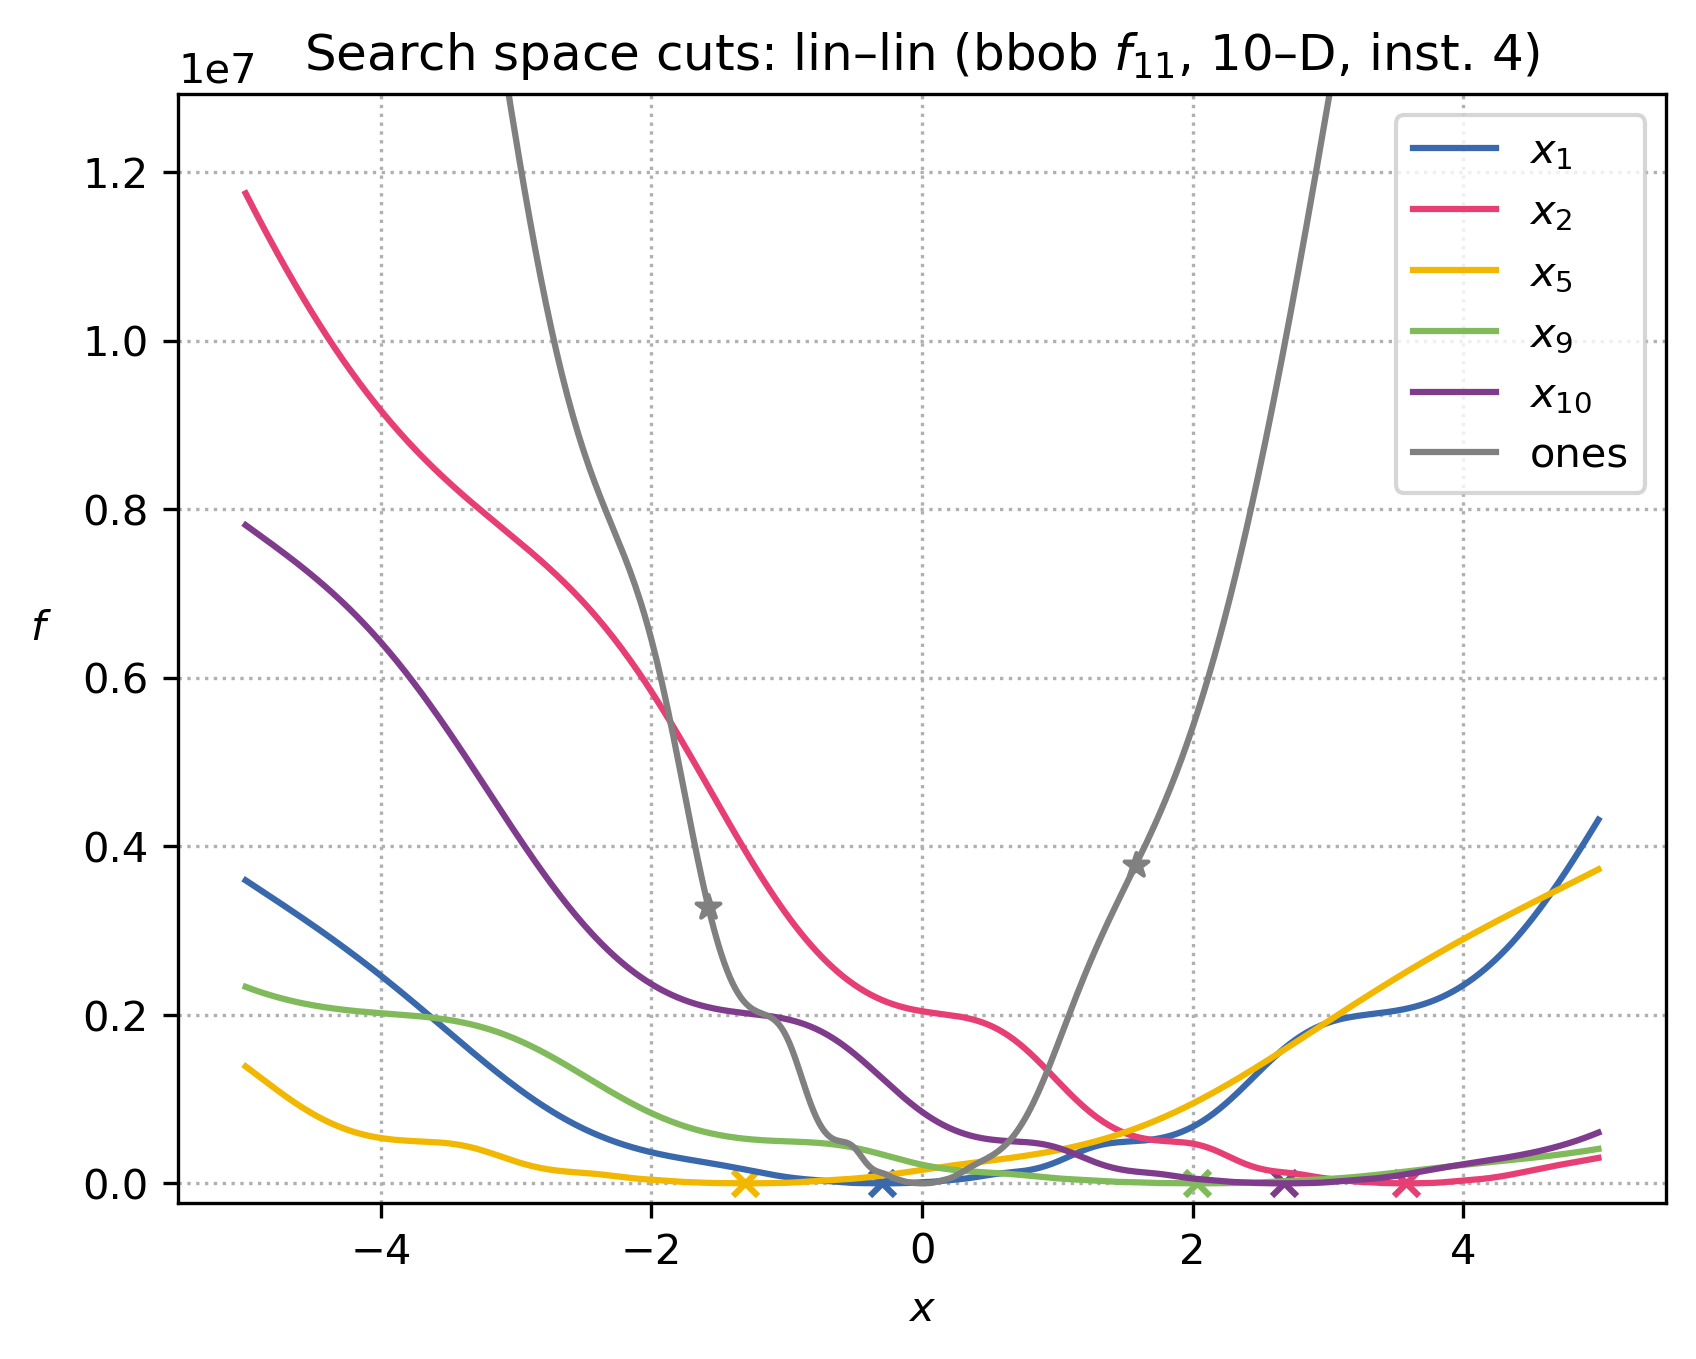 Search space cuts: lin–lin (bbob f₁₁, 10–D, inst. 4)
1e7
1.2
1.0
0.8
0.6
0.4
0.2
0.0
f
−4
−2
0
2
4
x
x₁
x₂
x₅
x₉
x₁₀
ones